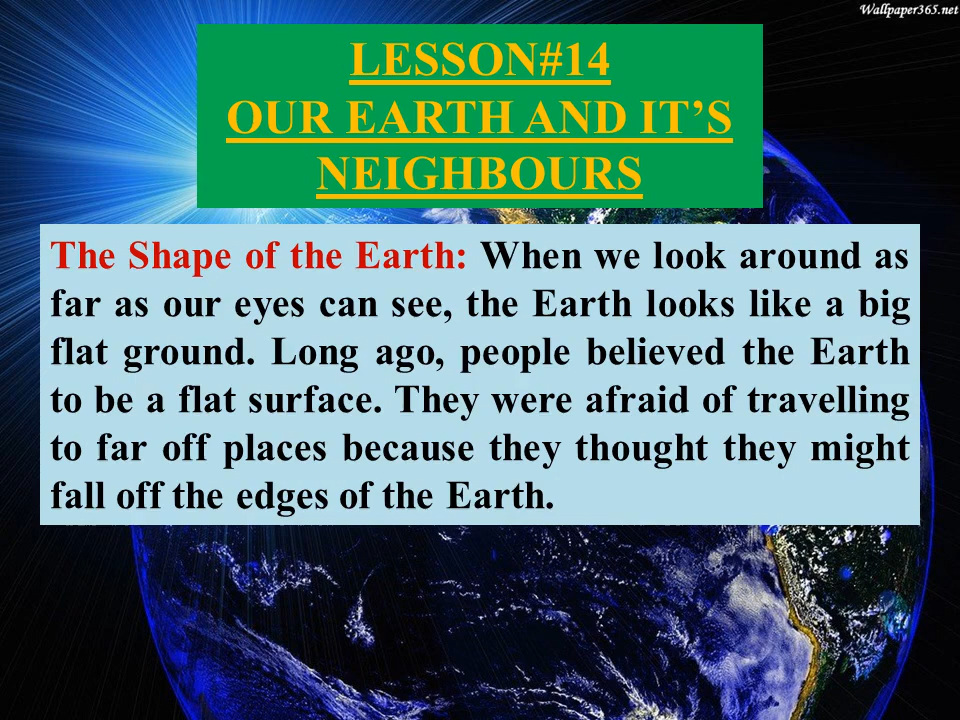 Wallpaper365.net
LESSON#14
OUR EARTH AND IT’S
NEIGHBOURS
The Shape of the Earth: When we look around as
far as our eyes can see, the Earth looks like a big
flat ground. Long ago, people believed the Earth
to be a flat surface. They were afraid of travelling
to far off places because they thought they might
fall off the edges of the Earth.